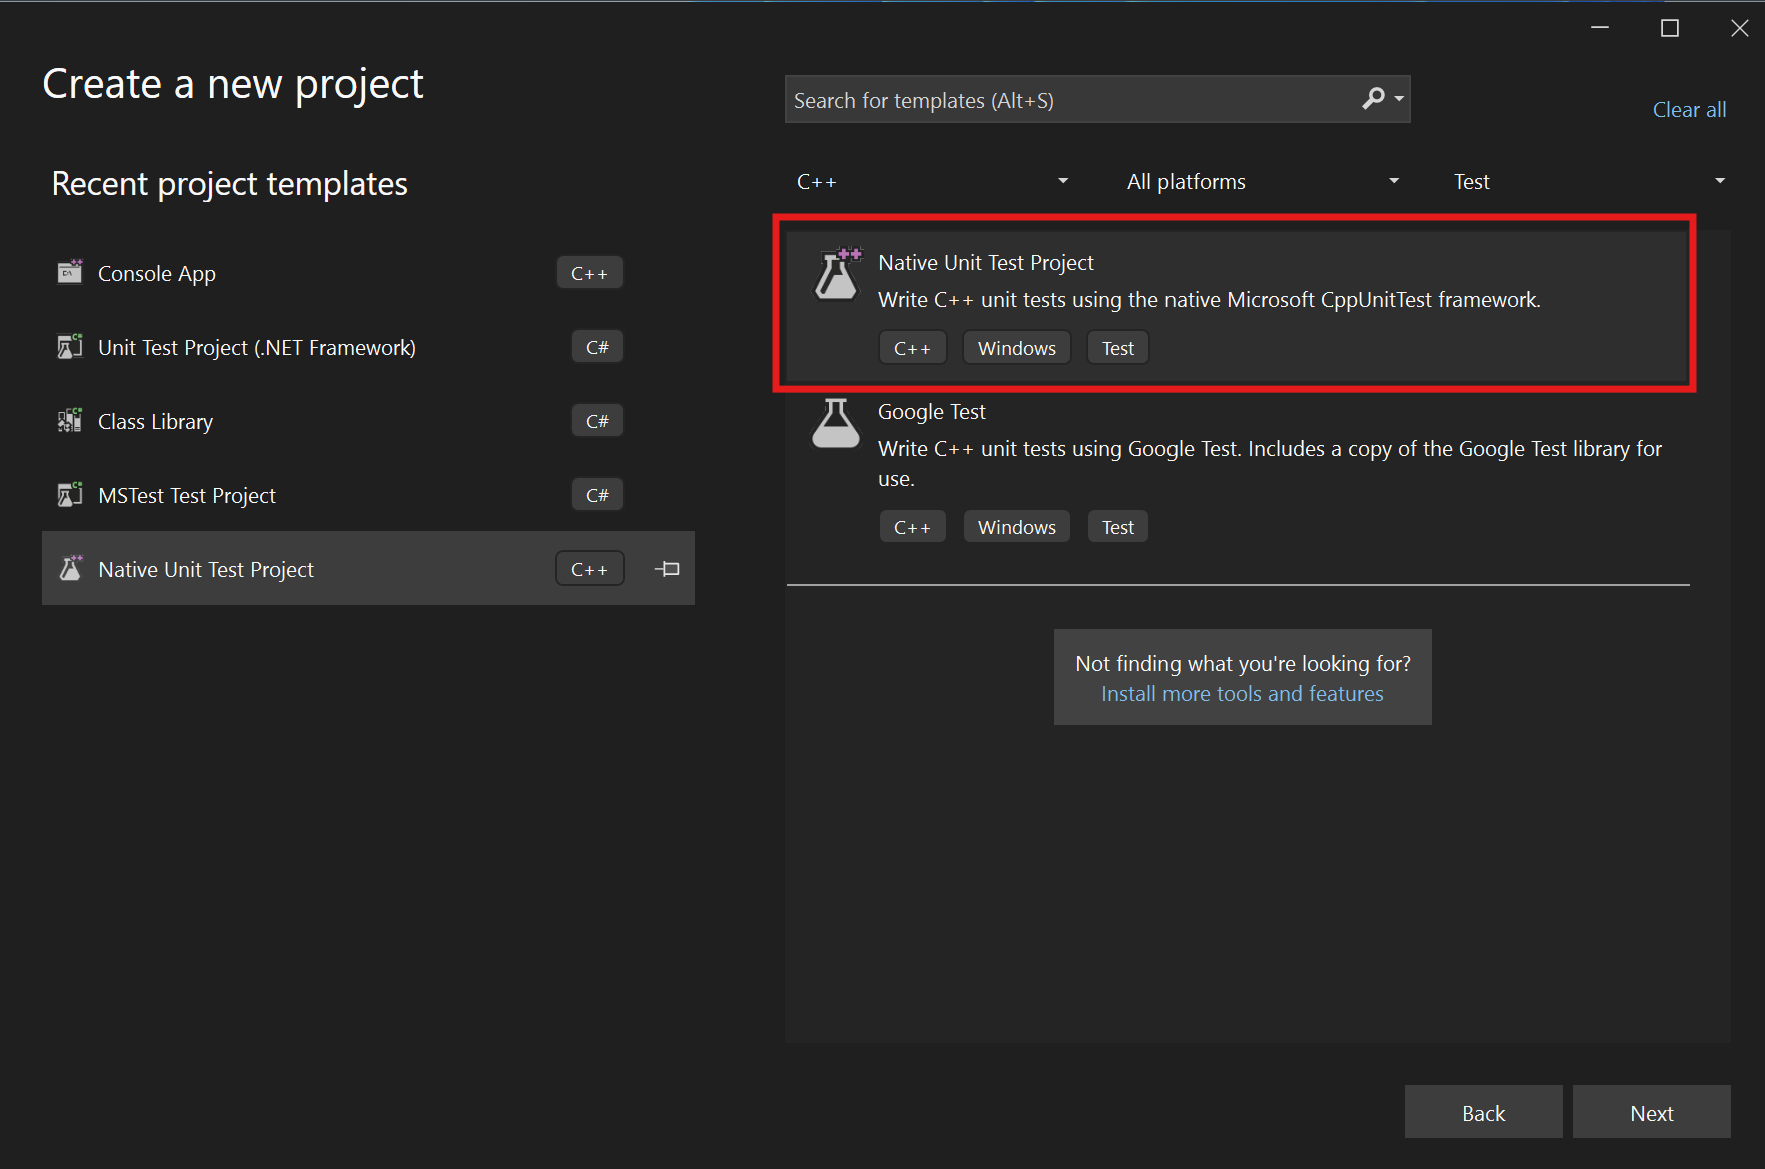 Create a new project
Search for templates (Alt+S)
Clear all
Recent project templates
C++
All platforms
Test
Console App
C++
Unit Test Project (.NET Framework)
C#
Class Library
C#
MSTest Test Project
C#
Native Unit Test Project
C++
Native Unit Test Project
Write C++ unit tests using the native Microsoft CppUnitTest framework.
C++
Windows
Test
Google Test
Write C++ unit tests using Google Test. Includes a copy of the Google Test library for
use.
C++
Windows
Test
Not finding what you're looking for?
Install more tools and features
Back
Next